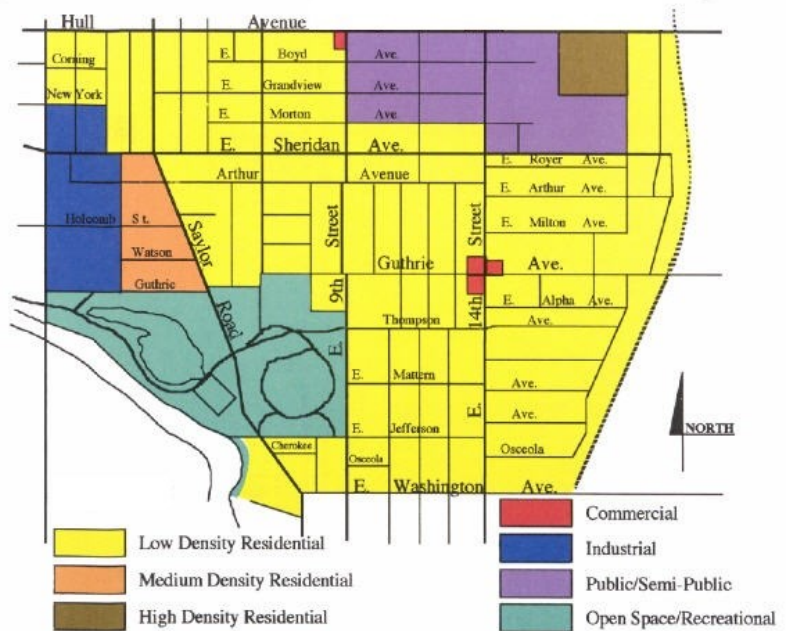 Hull Avenue
E. Boyd Ave.
Corning
E. Grandview Ave.
New York
E. Morton Ave.
E. Sheridan Ave.
E. Royer Ave.
Arthur Avenue
E. Arthur Ave.
Holcomb St.
E. Milton Ave.
Saylor Road
E. 9th Street
E. 14th Street
Watson
Guthrie Ave.
Guthrie
E. Alpha Ave.
Thompson
Ave.
E. Mattern
Ave.
Ave.
E. Jefferson
Cherokee
Osceola
Osceola
E. Washington Ave.
NORTH
Low Density Residential
Medium Density Residential
High Density Residential
Commercial
Industrial
Public/Semi-Public
Open Space/Recreational